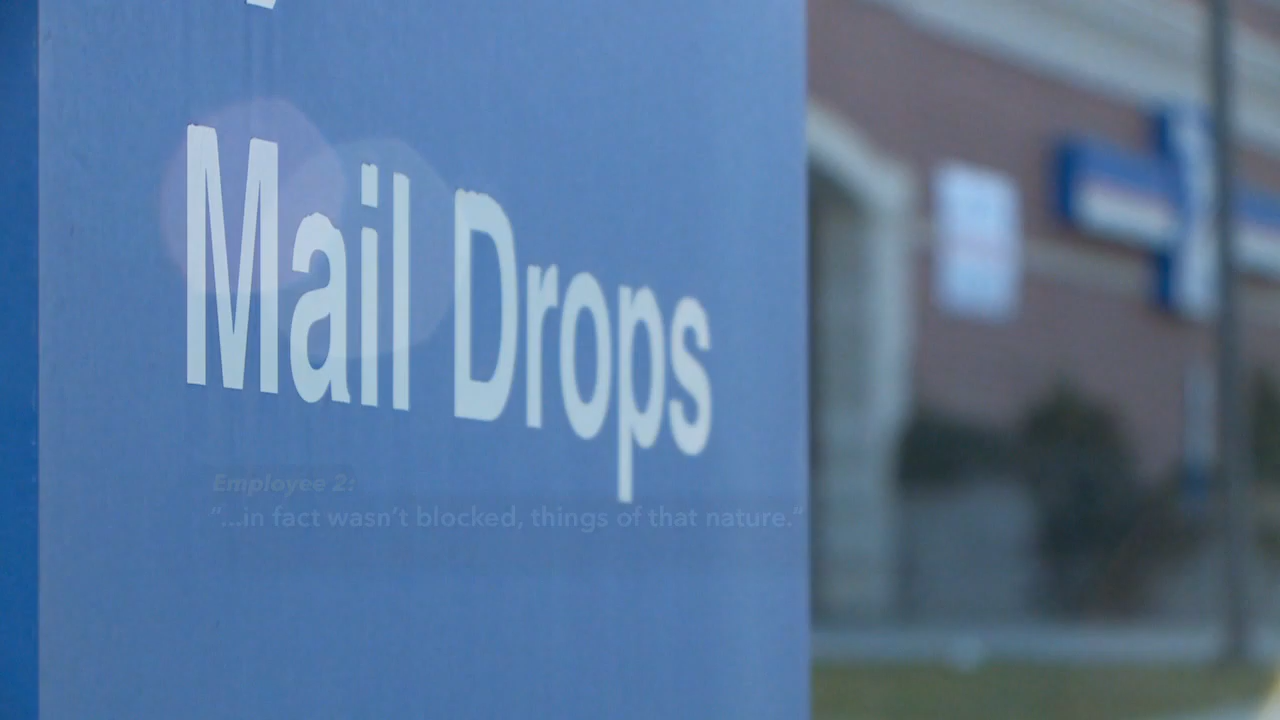 Mail Drops
Employee 2:
“...in fact wasn’t blocked, things of that nature.”